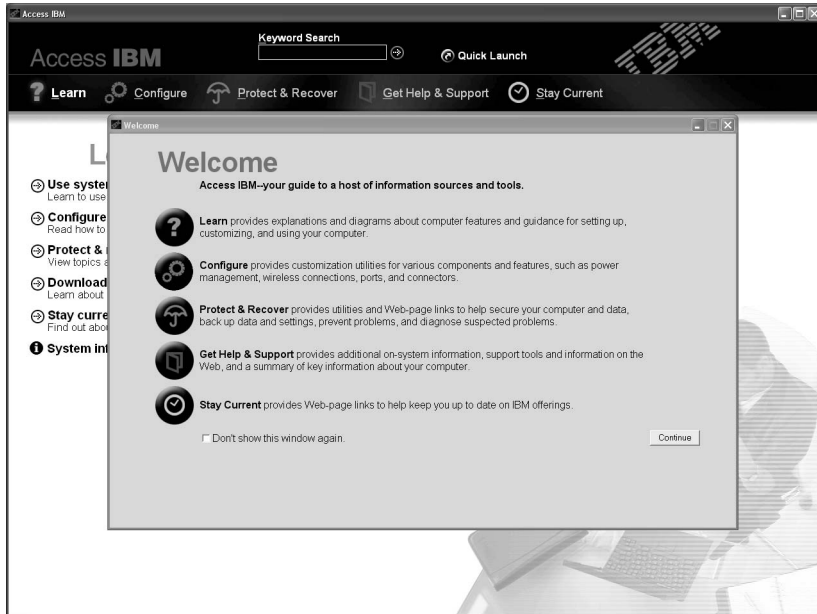 Access IBM
Access IBM
Keyword Search
Quick Launch
IBM
Learn
Configure
Protect & Recover
Get Help & Support
Stay Current
Welcome
L
Use syste
Learn to use
Configure
Read how to
Protect &
View topics a
Download
Learn about
Stay curre
Find out abou
System inf
Welcome
Access IBM--your guide to a host of information sources and tools.
Learn provides explanations and diagrams about computer features and guidance for setting up,
customizing, and using your computer.
Configure provides customization utilities for various components and features, such as power
management, wireless connections, ports, and connectors.
Protect & Recover provides utilities and Web-page links to help secure your computer and data,
back up data and settings, prevent problems, and diagnose suspected problems.
Get Help & Support provides additional on-system information, support tools and information on the
Web, and a summary of key information about your computer.
Stay Current provides Web-page links to help keep you up to date on IBM offerings.
Don't show this window again.
Continue